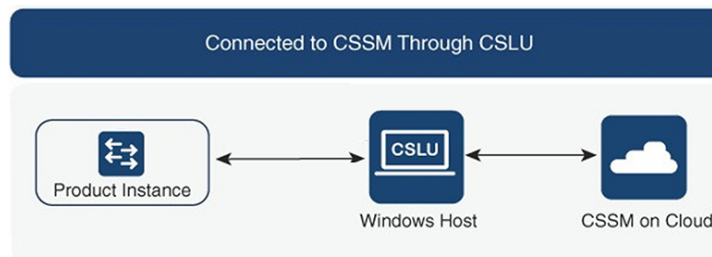 Connected to CSSM Through CSLU
CSLU
Product Instance
Windows Host
CSSM on Cloud